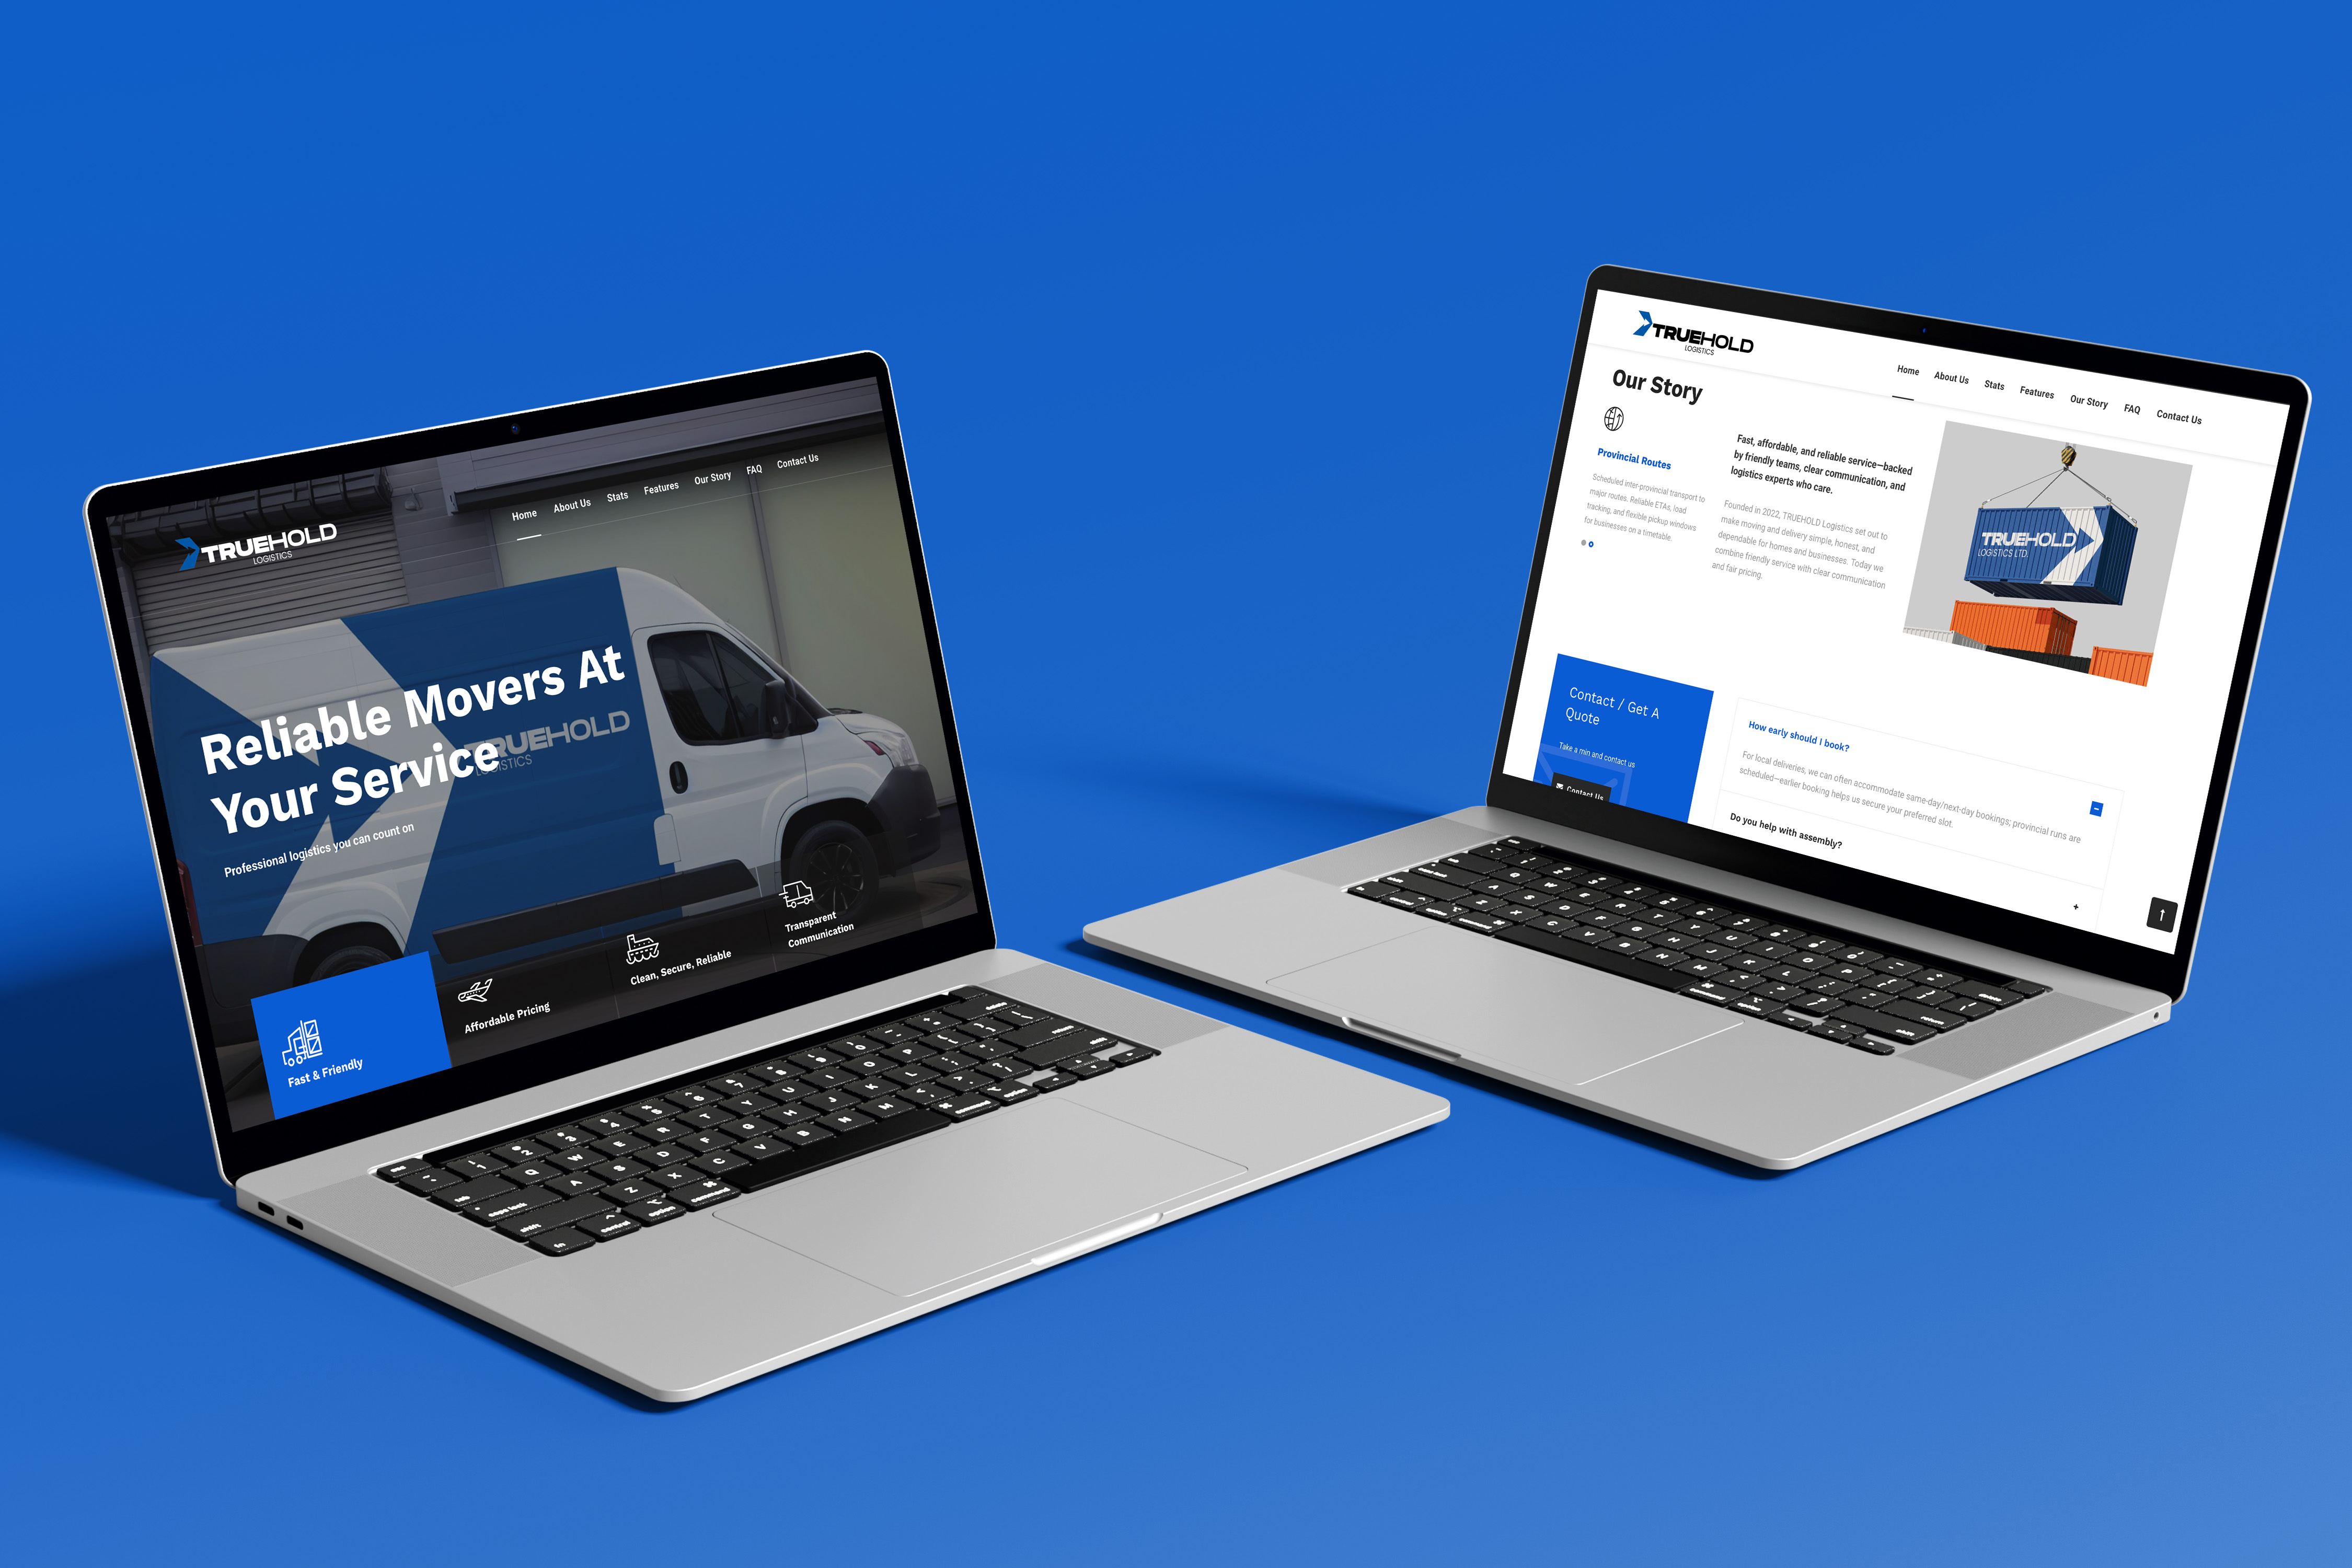 TRUEHOLD
LOGISTICS
Home About Us Stats Features Our Story FAQ Contact Us
TRUEHOLD
LOGISTICS
Reliable Movers At
Your Service
Professional logistics you can count on
Fast & Friendly
Affordable Pricing
Clean, Secure, Reliable
Transparent
Communication
TRUEHOLD
LOGISTICS
Home About Us Stats Features Our Story FAQ Contact Us
Our Story
Provincial Routes
Scheduled inter-provincial transport to
major routes. Reliable ETAs, load
tracking, and flexible pickup windows
for businesses on a timetable.
Fast, affordable, and reliable service—backed
by friendly teams, clear communication, and
logistics experts who care.
Founded in 2022, TRUEHOLD Logistics set out to
make moving and delivery simple, honest, and
dependable for homes and businesses. Today we
combine friendly service with clear communication
and fair pricing.
TRUEHOLD
LOGISTICS LTD.
Contact / Get A
Quote
Take a min and contact us
Contact Us
How early should I book?
For local deliveries, we can often accommodate same-day/next-day bookings; provincial runs are
scheduled—earlier booking helps us secure your preferred slot.
Do you help with assembly?